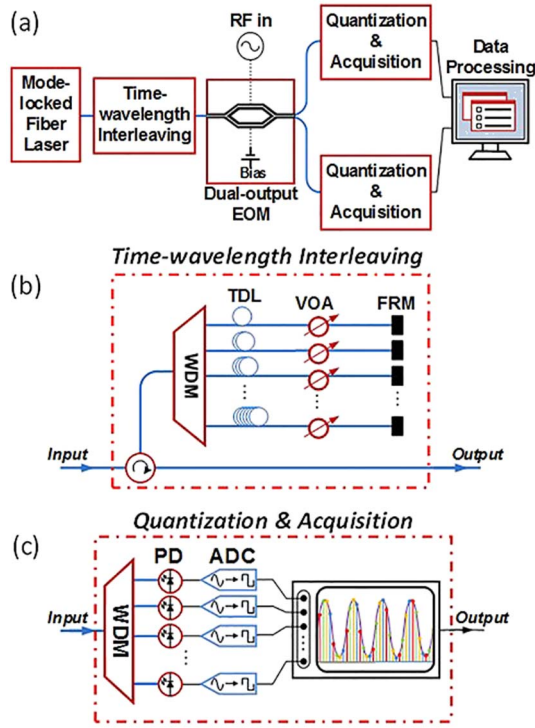 (a)
RF in
Mode-
locked
Fiber
Laser
Time-
wavelength
Interleaving
Bias
Dual-output
EOM
Quantization
&
Acquisition
Quantization
&
Acquisition
Data
Processing
Time-wavelength Interleaving
(b)
TDL
VOA
FRM
WDM
Input
Output
Quantization & Acquisition
(c)
PD
ADC
WDM
Input
Output